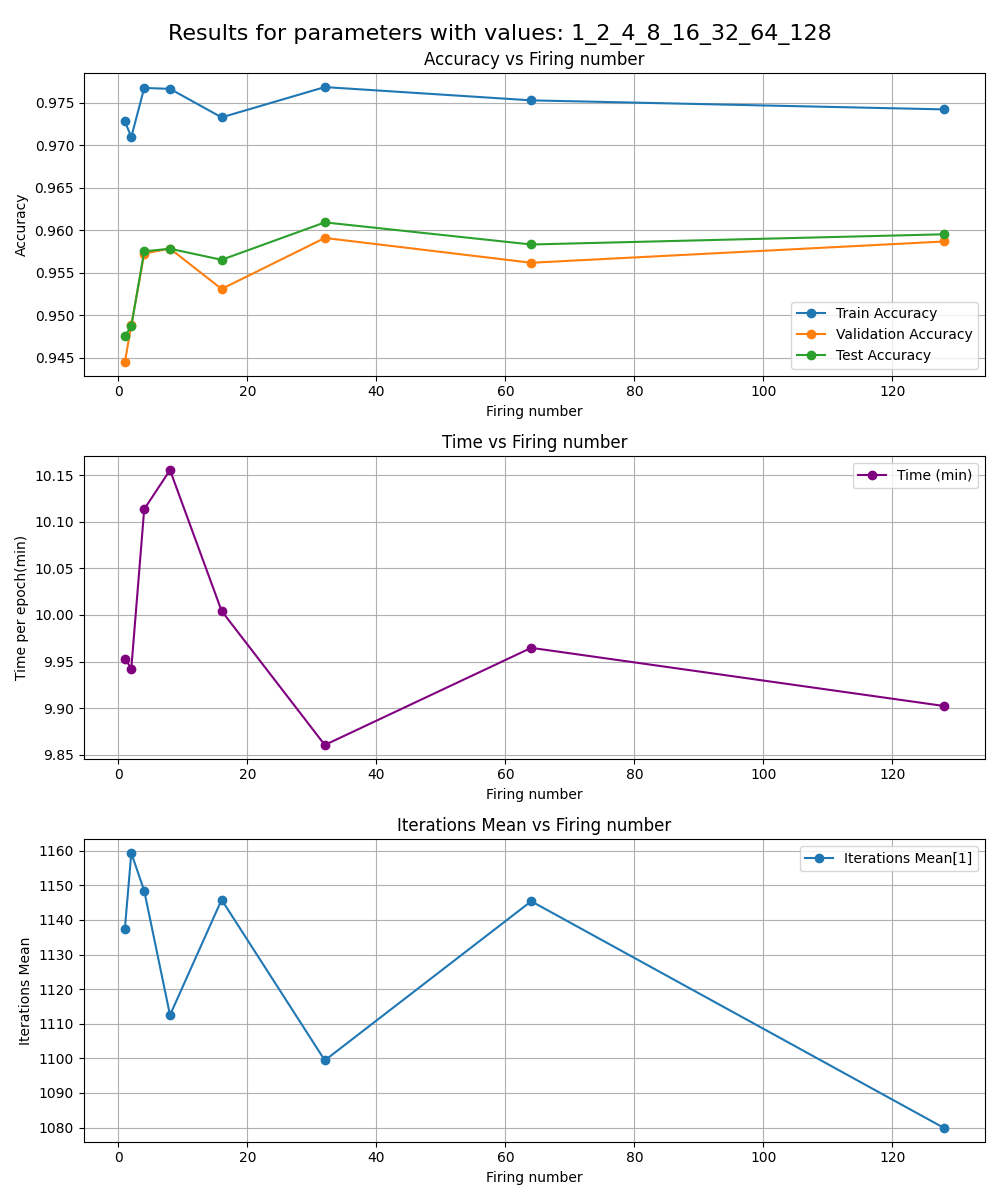 Results for parameters with values: 1_2_4_8_16_32_64_128
Accuracy vs Firing number
0.975
0.970
0.965
0.960
0.955
0.950
0.945
Accuracy
Train Accuracy
Validation Accuracy
Test Accuracy
0 20 40 60 80 100 120
Firing number
Time vs Firing number
10.15
10.10
10.05
10.00
9.95
9.90
9.85
Time per epoch(min)
Time (min)
0 20 40 60 80 100 120
Firing number
Iterations Mean vs Firing number
1160
1150
1140
1130
1120
1110
1100
1090
1080
Iterations Mean
Iterations Mean[1]
0 20 40 60 80 100 120
Firing number